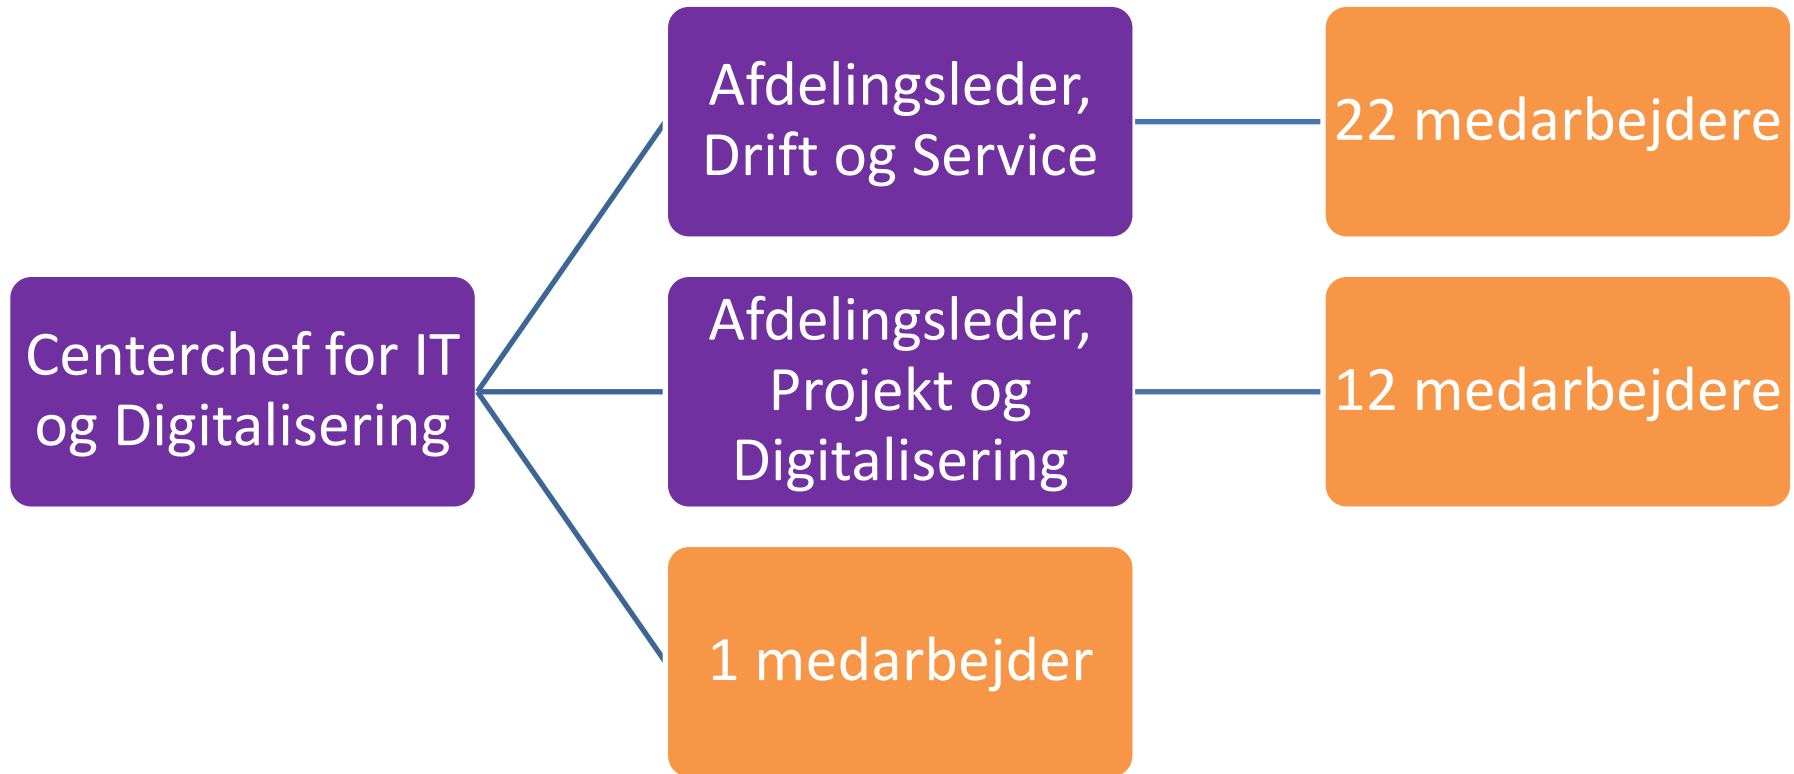 Centerchef for IT
og Digitalisering
Afdelingsleder,
Drift og Service
22 medarbejdere
Afdelingsleder,
Projekt og
Digitalisering
12 medarbejdere
1 medarbejder